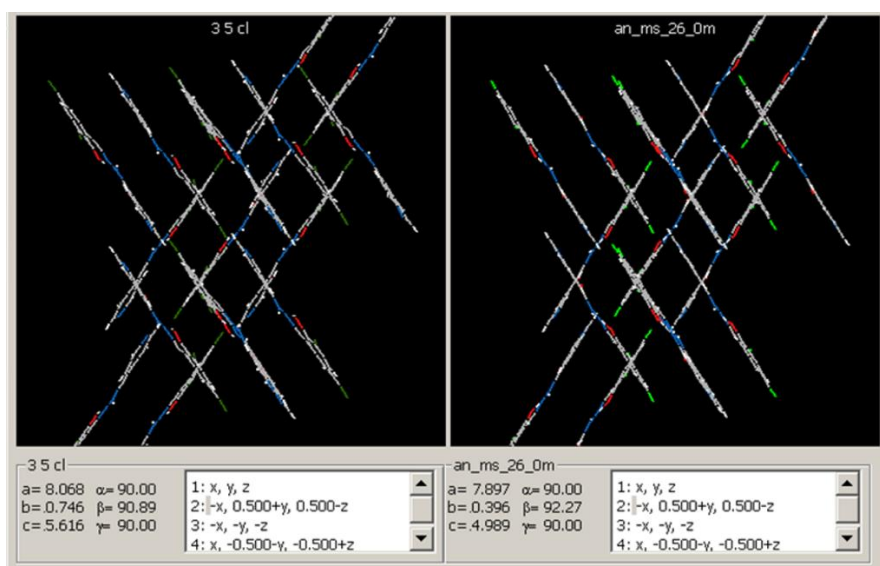 3 5 cl
an_ms_26_0m
3 5 cl
a= 8.068 α= 90.00
b=.0.746 β= 90.89
c=.5.616 γ= 90.00
1: x, y, z
2: -x, 0.500+y, 0.500-z
3: -x, -y, -z
4: x, -0.500-y, -0.500+z
an_ms_26_0m
a= 7.897 α= 90.00
b=.0.396 β= 92.27
c=.4.989 γ= 90.00
1: x, y, z
2: -x, 0.500+y, 0.500-z
3: -x, -y, -z
4: x, -0.500-y, -0.500+z